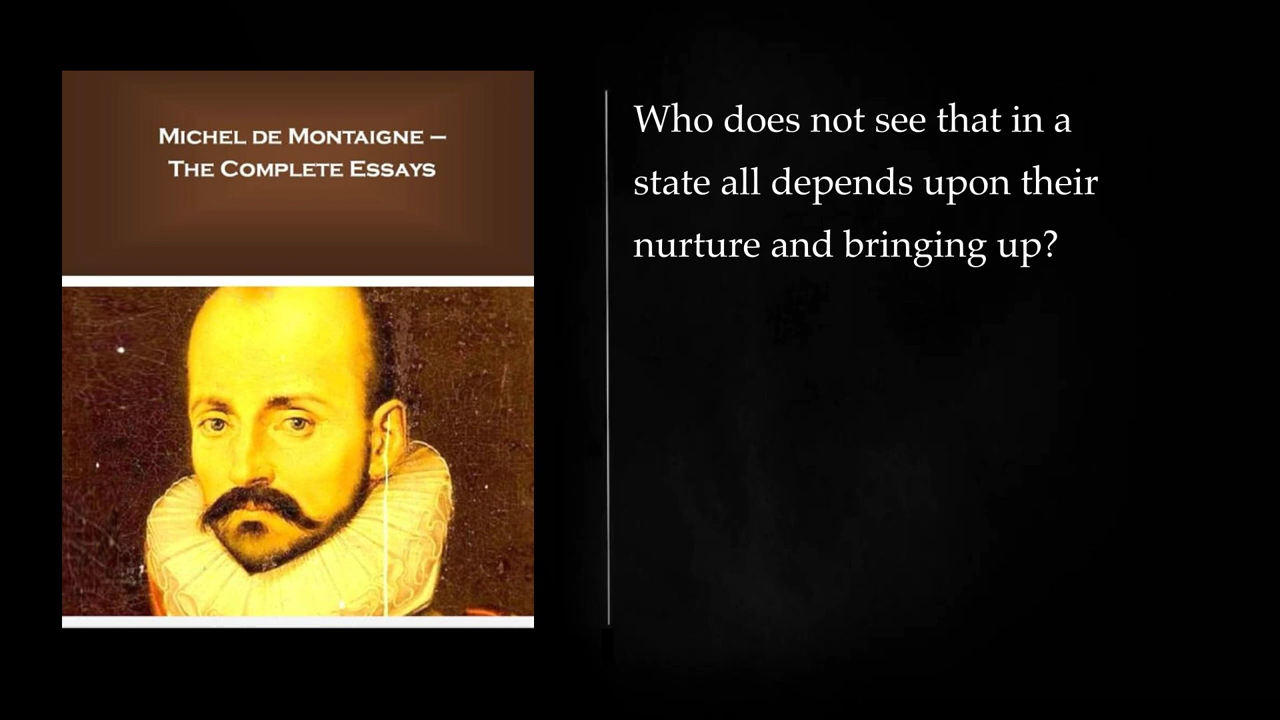 Michel de Montaigne –
The Complete Essays
Who does not see that in a
state all depends upon their
nurture and bringing up?